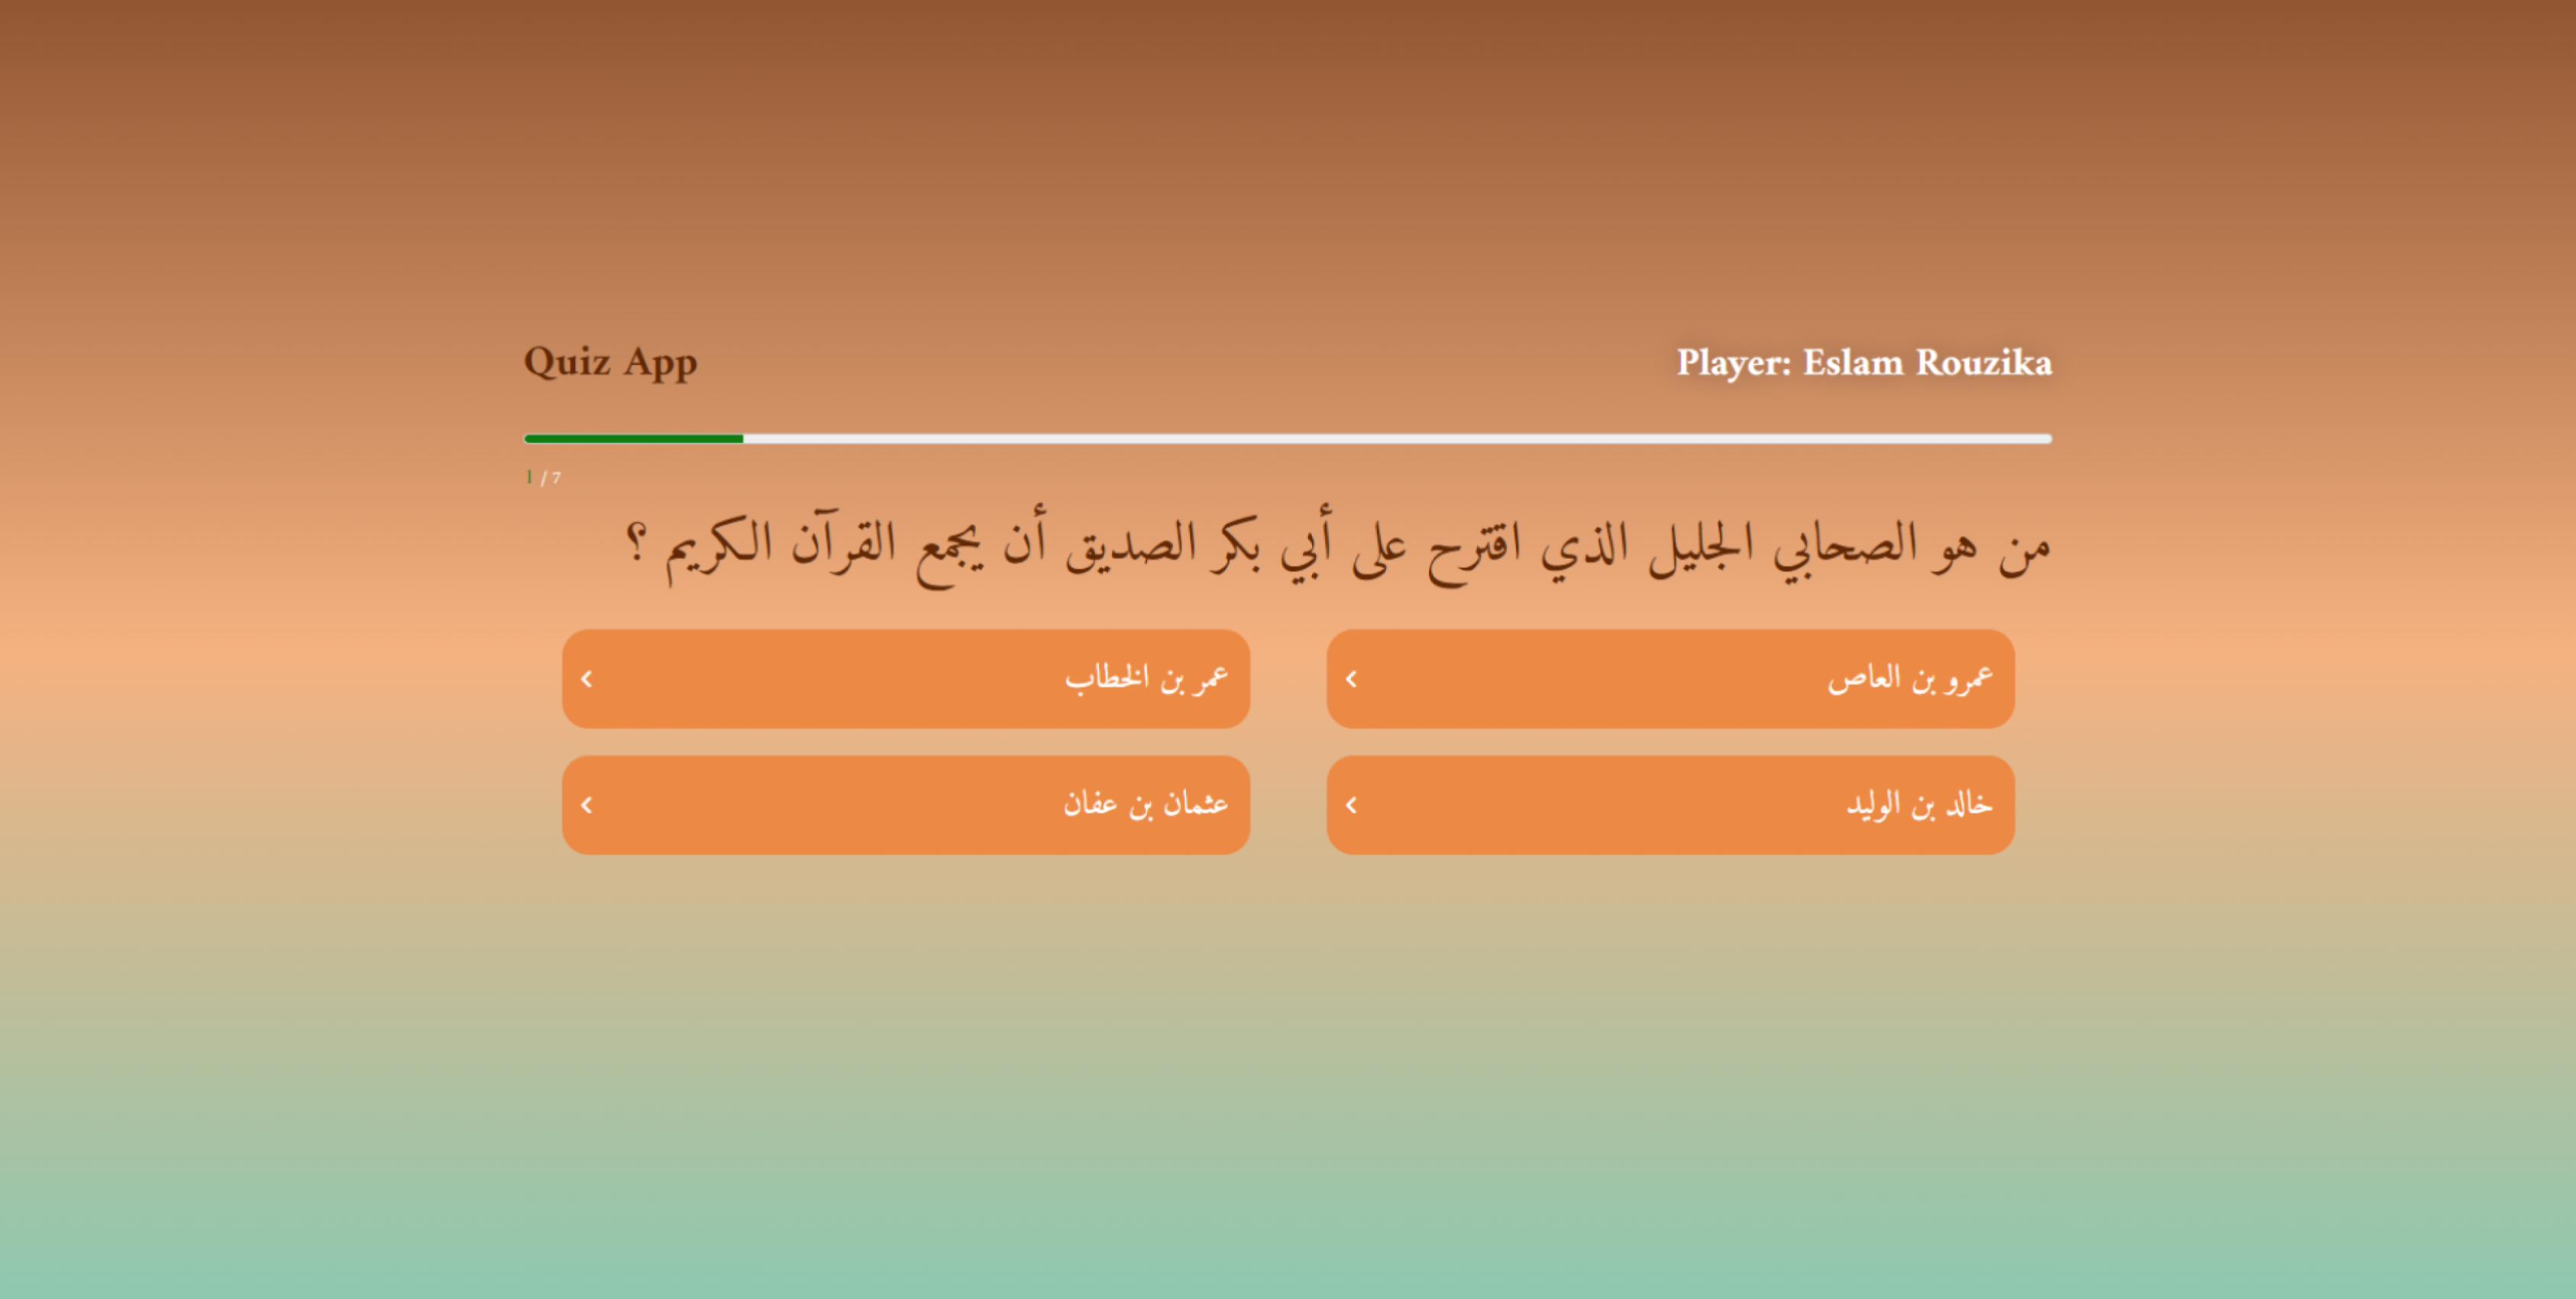 Quiz App
Player: Eslam Rouzika
1 / 7
من هو الصحابي الجليل الذي اقترح على أبي بكر الصديق أن يجمع القرآن الكريم ؟
عمرو بن العاص
عمر بن الخطاب
خالد بن الوليد
عثمان بن عفان